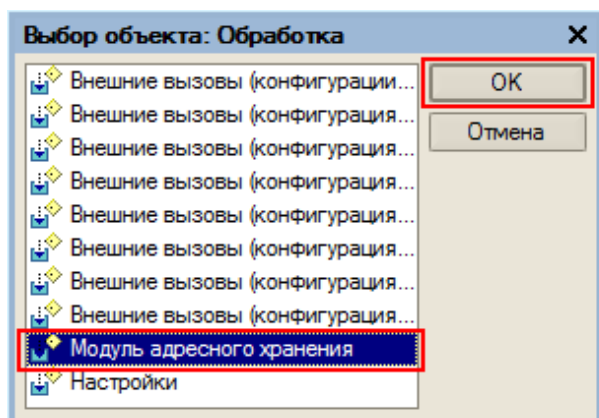 Выбор объекта: Обработка
Внешние вызовы (конфигурации...
Внешние вызовы (конфигурация...
Внешние вызовы (конфигурация...
Внешние вызовы (конфигурация...
Внешние вызовы (конфигурация...
Внешние вызовы (конфигурация...
Внешние вызовы (конфигурация...
Внешние вызовы (конфигурация...
Модуль адресного хранения
Настройки
OK
Отмена